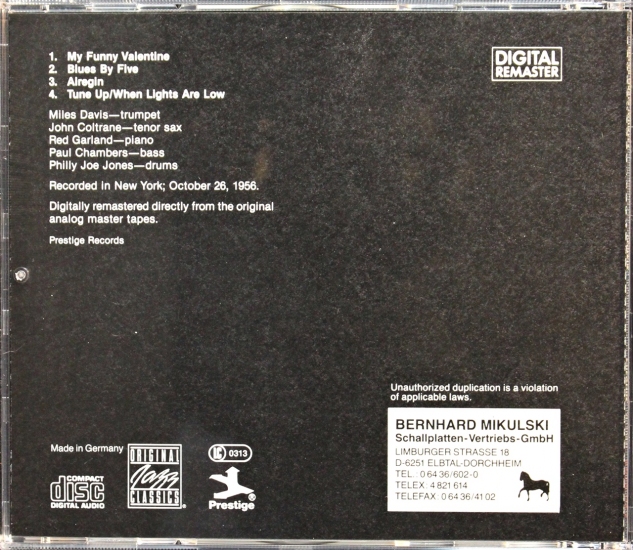 1. My Funny Valentine
2. Blues By Five
3. Airegin
4. Tune Up/When Lights Are Low
Miles Davis—trumpet
John Coltrane—tenor sax
Red Garland—piano
Paul Chambers—bass
Philly Joe Jones—drums
Recorded in New York; October 26, 1956.
Digitally remastered directly from the original
analog master tapes.
Prestige Records
DIGITAL
REMASTER
Unauthorized duplication is a violation
of applicable laws.
BERNHARD MIKULSKI
Schallplatten-Vertriebs-GmbH
LIMBURGER STRASSE 18
D-6251 ELBTAL-DORCHHEIM
TEL.: 0 64 36/602-0
TELEX: 4 821 614
TELEFAX: 0 64 36/41 02
Made in Germany
COMPACT
disc
DIGITAL AUDIO
ORIGINAL
Jazz
CLASSICS
®
LC 0313
®
Prestige